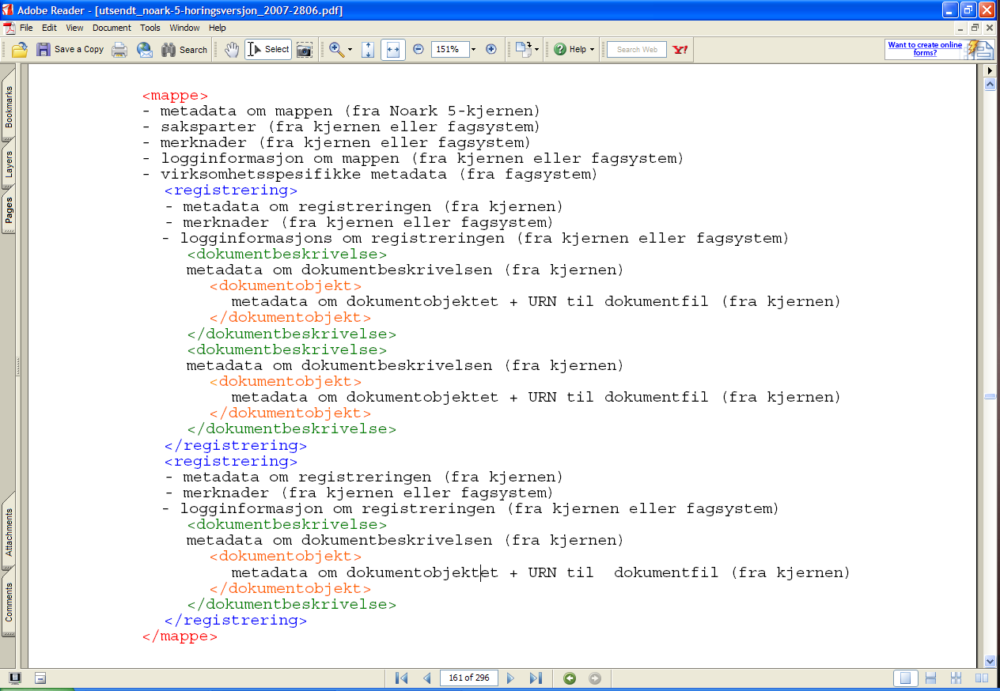 Adobe Reader - [utsendt_noark-5-horingsversjon_2007-2806.pdf]
File Edit View Document Tools Window Help
Save a Copy Search Select 151% Help Search Web Y! Want to create online forms?
Bookmarks
Layers
Pages
Attachments
Comments
<mappe>
- metadata om mappen (fra Noark 5-kjernen)
- saksparter (fra kjernen eller fagsystem)
- merknader (fra kjernen eller fagsystem)
- logginformasjon om mappen (fra kjernen eller fagsystem)
- virksomhetsspesifikke metadata (fra fagsystem)
<registrering>
- metadata om registreringen (fra kjernen)
- merknader (fra kjernen eller fagsystem)
- logginformasjons om registreringen (fra kjernen eller fagsystem)
<dokumentbeskrivelse>
metadata om dokumentbeskrivelsen (fra kjernen)
<dokumentobjekt>
metadata om dokumentobjektet + URN til dokumentfil (fra kjernen)
</dokumentobjekt>
</dokumentbeskrivelse>
<dokumentbeskrivelse>
metadata om dokumentbeskrivelsen (fra kjernen)
<dokumentobjekt>
metadata om dokumentobjektet + URN til dokumentfil (fra kjernen)
</dokumentobjekt>
</dokumentbeskrivelse>
</registrering>
<registrering>
- metadata om registreringen (fra kjernen)
- merknader (fra kjernen eller fagsystem)
- logginformasjon om registreringen (fra kjernen eller fagsystem)
<dokumentbeskrivelse>
metadata om dokumentbeskrivelsen (fra kjernen)
<dokumentobjekt>
metadata om dokumentobjektet + URN til  dokumentfil (fra kjernen)
</dokumentobjekt>
</dokumentbeskrivelse>
</registrering>
</mappe>
161 of 296